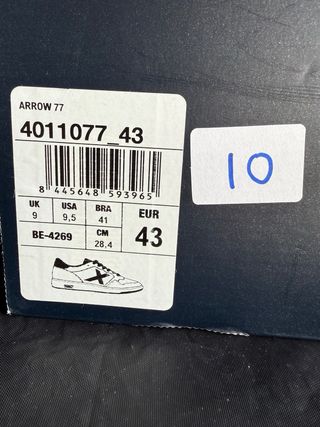 ARROW 77
4011077_43
8 445648 593965
UK USA BRA EUR
9 9,5 41 43
BE-4269 CM
28,4
10